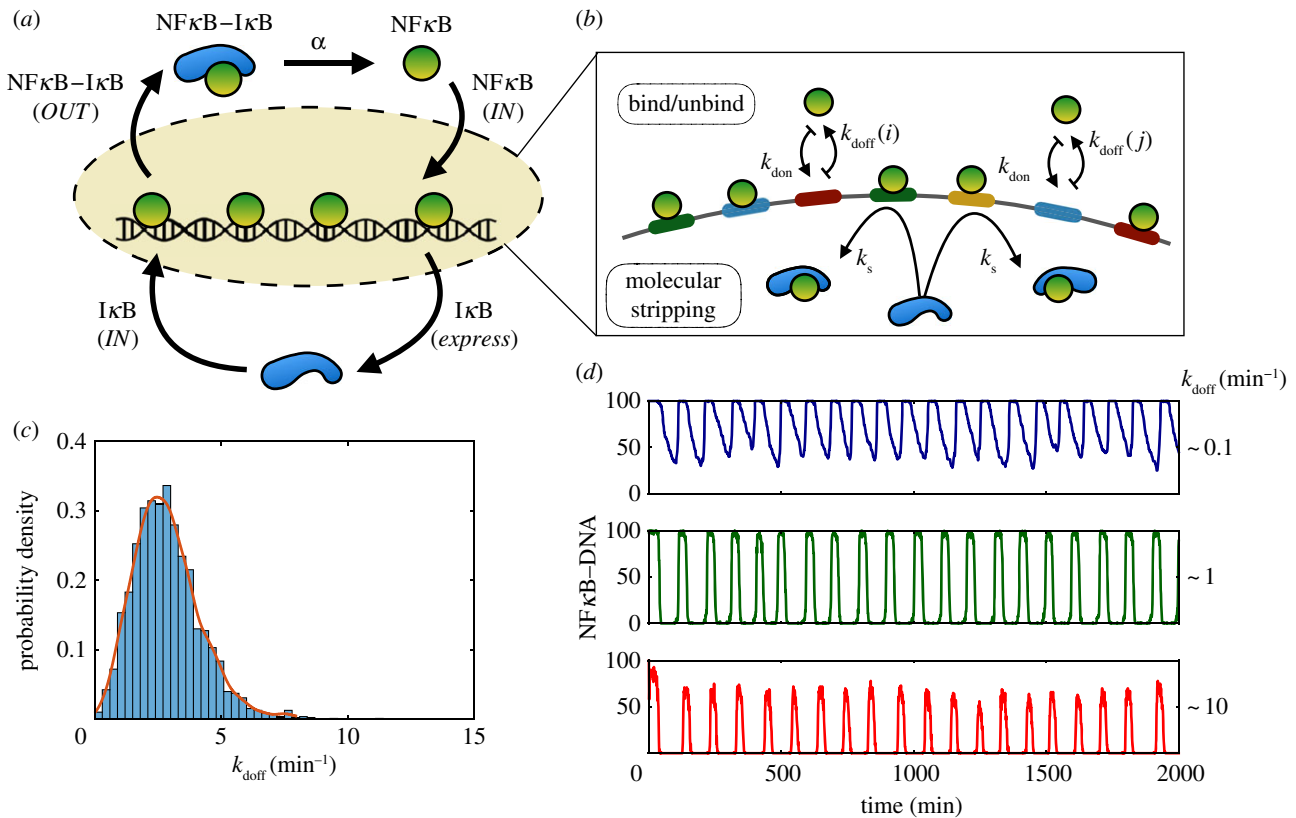 (a)
NFκB–IκB
α
NFκB
NFκB–IκB
(OUT)
NFκB
(IN)
IκB
(IN)
IκB
(express)
(b)
bind/unbind
k_doff(i)
k_don
k_doff(j)
k_don
k_s
k_s
molecular
stripping
(c)
0.4
0.3
0.2
0.1
probability density
0
5
10
15
k_doff (min⁻¹)
(d)
k_doff (min⁻¹)
100
50
0
~0.1
100
50
0
~1
100
50
~10
NFκB–DNA
0
500
1000
1500
2000
time (min)